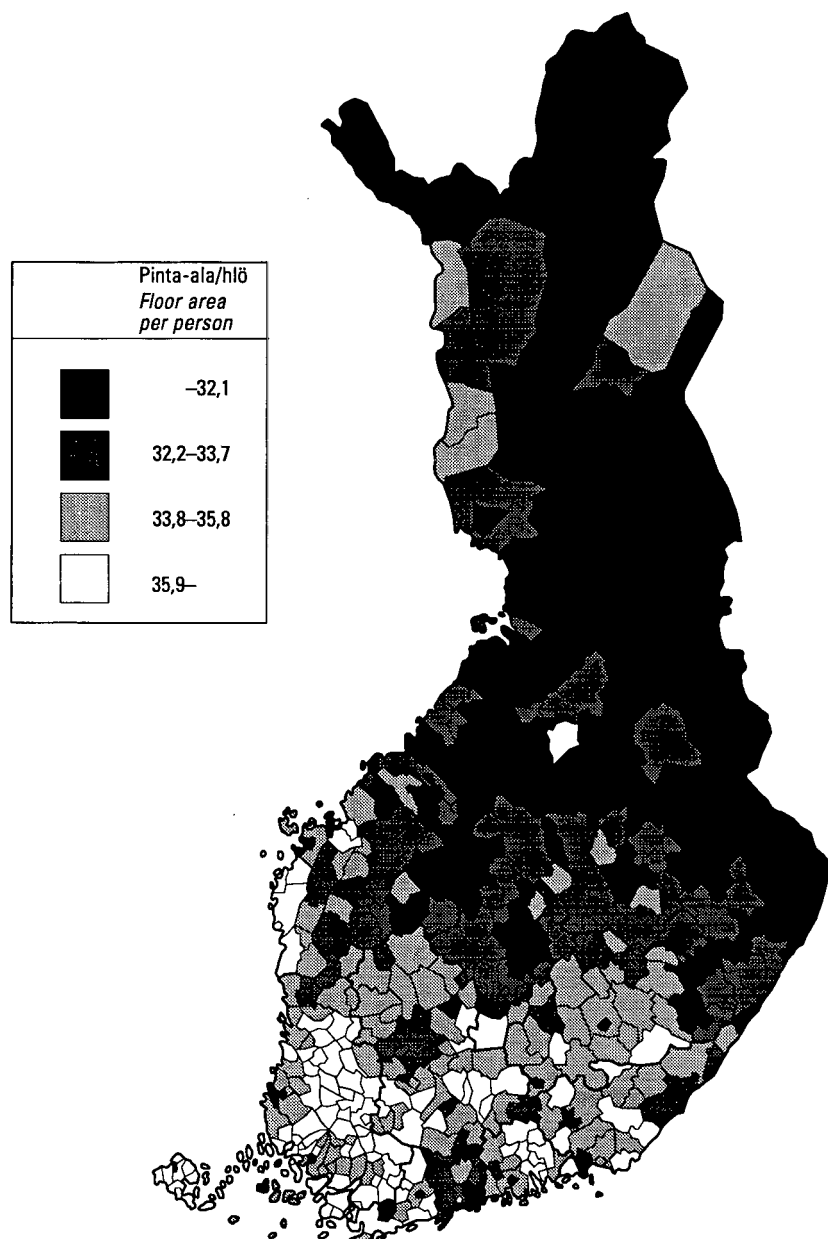 Pinta-ala/hlö
Floor area
per person
–32,1
32,2–33,7
33,8–35,8
35,9–